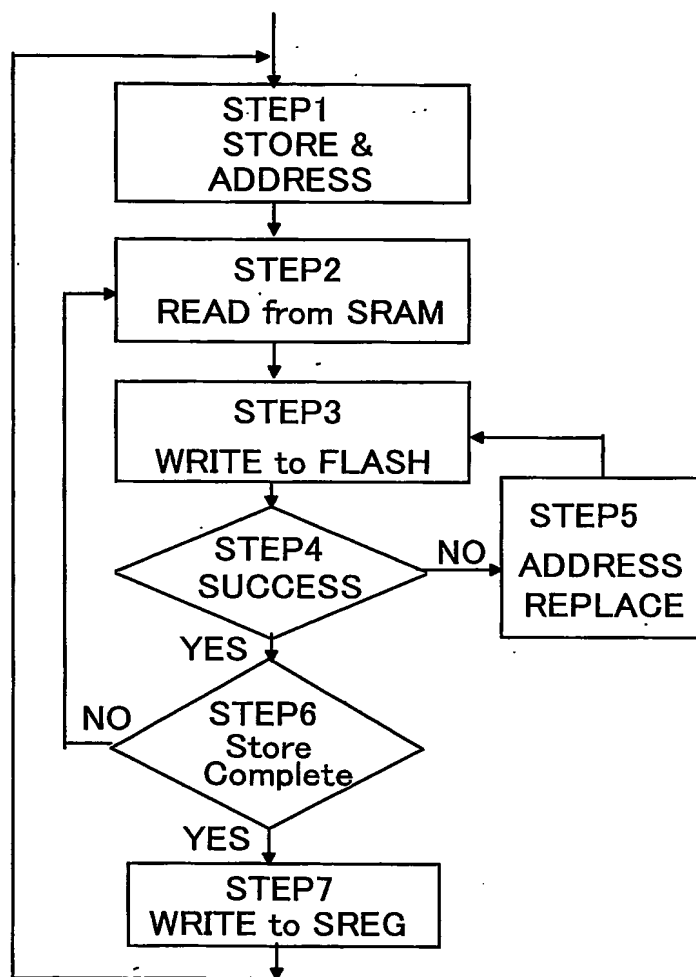 STEP1
STORE &
ADDRESS
STEP2
READ from SRAM
STEP3
WRITE to FLASH
STEP4
SUCCESS
NO
STEP5
ADDRESS
REPLACE
YES
NO
STEP6
Store
Complete
YES
STEP7
WRITE to SREG